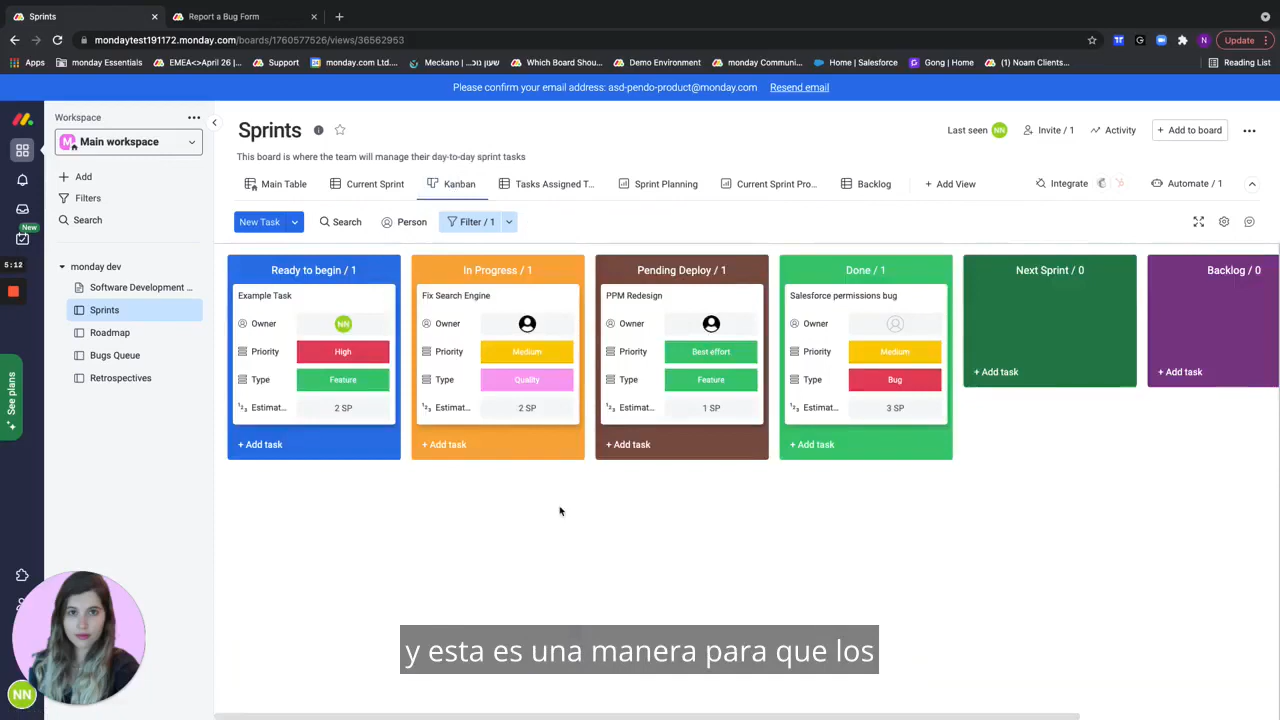 Sprints
Report a Bug Form
mondaytest191172.monday.com/boards/1760577526/views/36562953
Update
Apps
monday Essentials
EMEA<>April 26 |...
Support
monday.com Ltd....
Meckano | שעון נוכ...
Which Board Shou...
Demo Environment
monday Communi...
Home | Salesforce
Gong | Home
(1) Noam Clients...
Reading List
Please confirm your email address: asd-pendo-product@monday.com Resend email
Workspace
M Main workspace
Add
Filters
Search
New
5:12
monday dev
Software Development ...
Sprints
Roadmap
Bugs Queue
Retrospectives
See plans
NN
Sprints
Last seen NN
Invite / 1
Activity
+ Add to board
This board is where the team will manage their day-to-day sprint tasks
Main Table
Current Sprint
Kanban
Tasks Assigned T...
Sprint Planning
Current Sprint Pro...
Backlog
+ Add View
Integrate
Automate / 1
New Task
Search
Person
Filter / 1
Ready to begin / 1
Example Task
Owner NN
Priority High
Type Feature
Estimat... 2 SP
+ Add task
In Progress / 1
Fix Search Engine
Owner
Priority Medium
Type Quality
Estimat... 2 SP
+ Add task
Pending Deploy / 1
PPM Redesign
Owner
Priority Best effort
Type Feature
Estimat... 1 SP
+ Add task
Done / 1
Salesforce permissions bug
Owner
Priority Medium
Type Bug
Estimat... 3 SP
+ Add task
Next Sprint / 0
+ Add task
Backlog / 0
+ Add task
y esta es una manera para que los